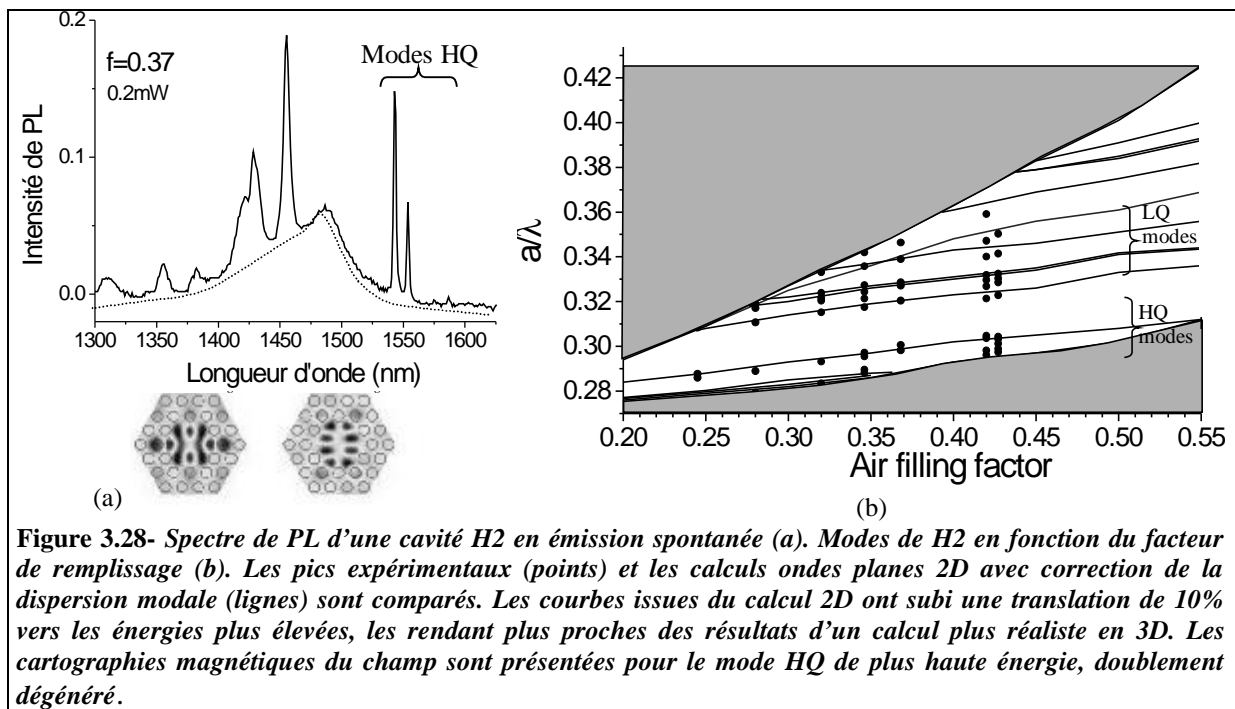 0.2
f=0.37
0.2mW
Modes HQ
0.1
0.0
Intensité de PL
1300 1350 1400 1450 1500 1550 1600
Longueur d'onde (nm)
(a)
0.42
0.40
0.38
0.36
0.34
0.32
0.30
0.28
a/λ
LQ
modes
HQ
modes
0.20 0.25 0.30 0.35 0.40 0.45 0.50 0.55
Air filling factor
(b)
Figure 3.28- Spectre de PL d'une cavité H2 en émission spontanée (a). Modes de H2 en fonction du facteur
de remplissage (b). Les pics expérimentaux (points) et les calculs ondes planes 2D avec correction de la
dispersion modale (lignes) sont comparés. Les courbes issues du calcul 2D ont subi une translation de 10%
vers les énergies plus élevées, les rendant plus proches des résultats d'un calcul plus réaliste en 3D. Les
cartographies magnétiques du champ sont présentées pour le mode HQ de plus haute énergie, doublement
dégénéré.